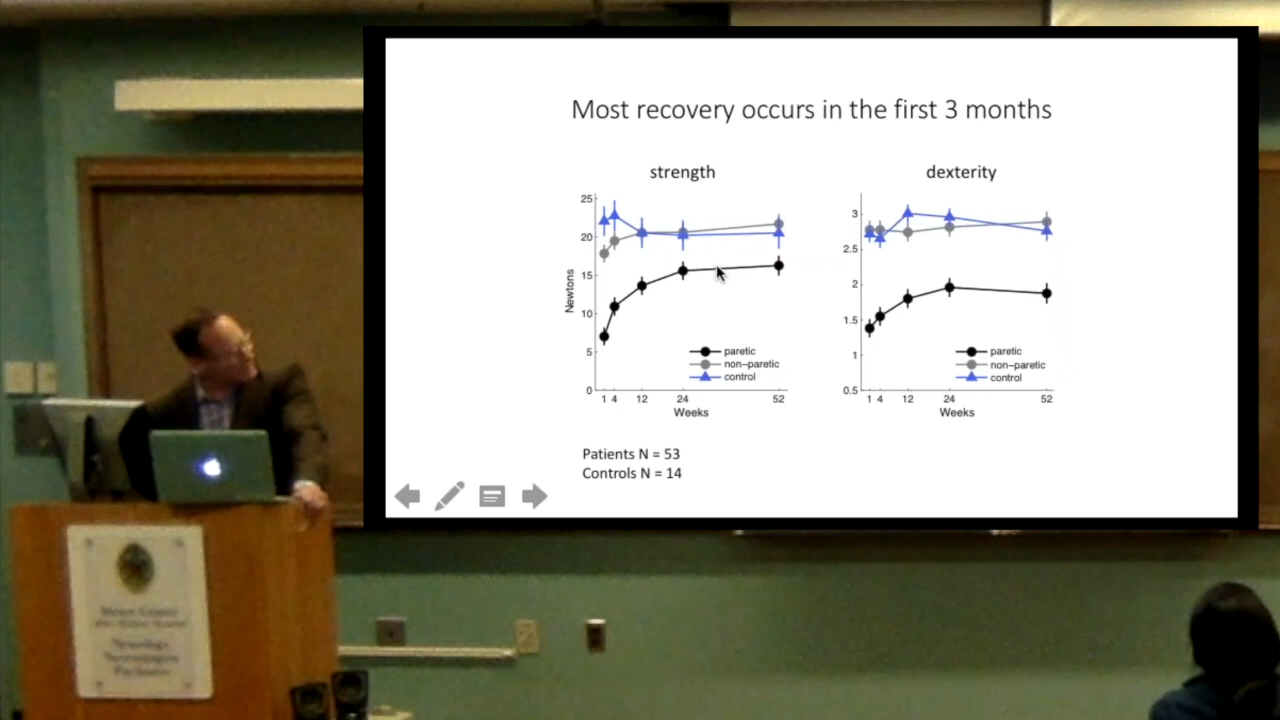 Most recovery occurs in the first 3 months
strength
25
20
15
10
5
0
Newtons
1 4 12 24 52
Weeks
paretic
non-paretic
control
dexterity
3
2.5
2
1.5
1
0.5
1 4 12 24 52
Weeks
paretic
non-paretic
control
Patients N = 53
Controls N = 14